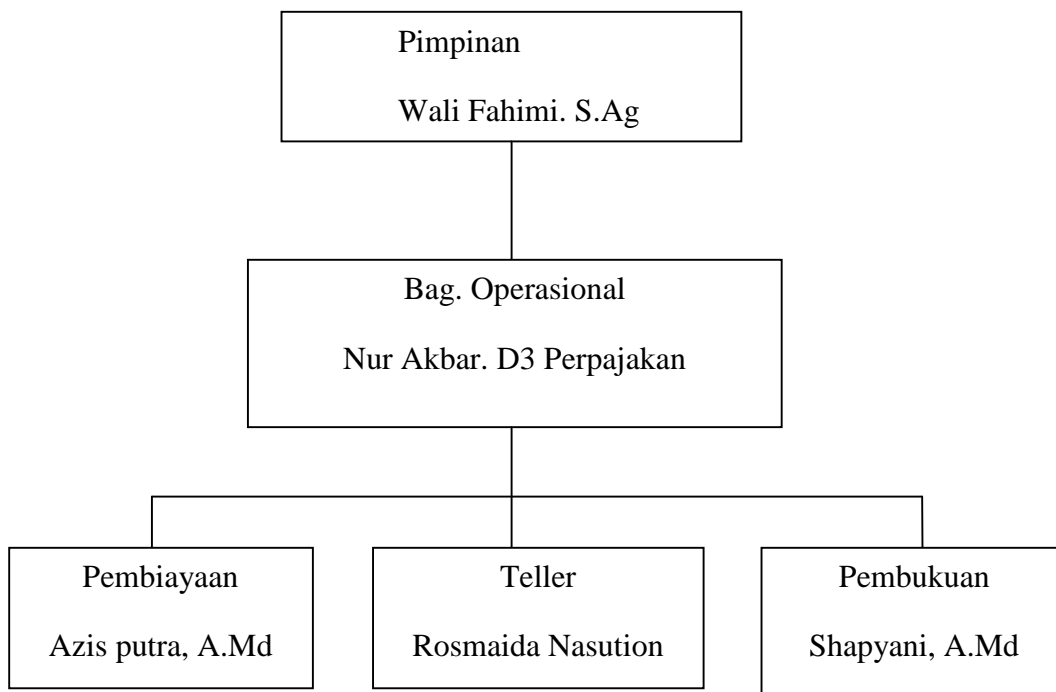 Pimpinan
Wali Fahimi. S.Ag
Bag. Operasional
Nur Akbar. D3 Perpajakan
Pembiayaan
Azis putra, A.Md
Teller
Rosmaida Nasution
Pembukuan
Shapyani, A.Md